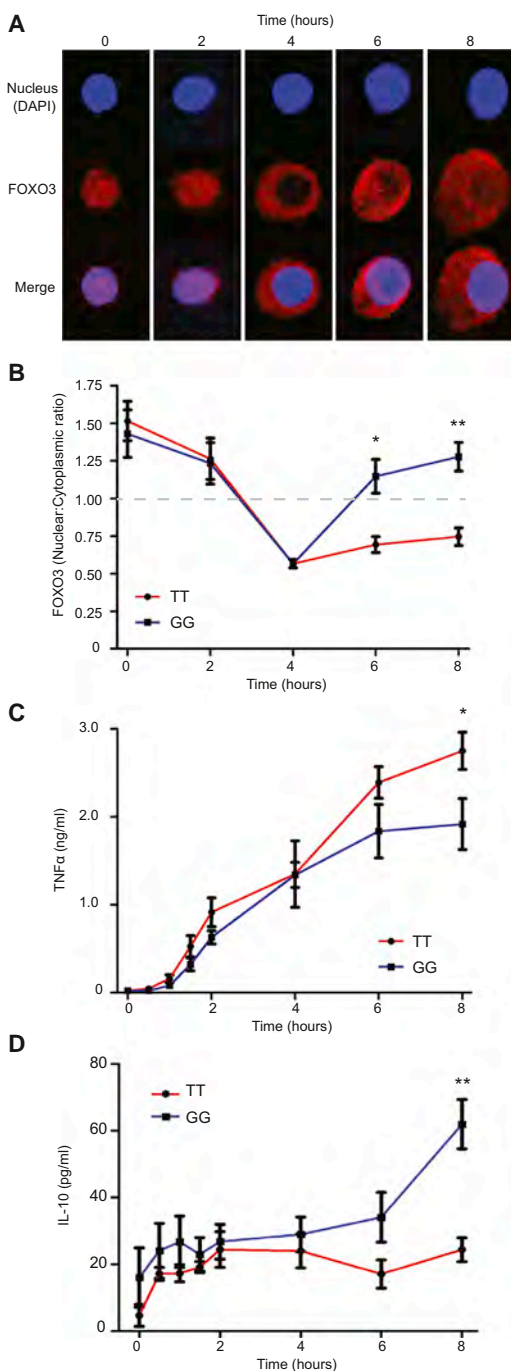 A
Time (hours)
0 2 4 6 8
Nucleus
(DAPI)
FOXO3
Merge
B
FOXO3 (Nuclear:Cytoplasmic ratio)
1.75
1.50
1.25
1.00
0.75
0.50
0.25
0
* **
TT
GG
0 2 4 6 8
Time (hours)
C
TNFα (ng/ml)
3.0
2.0
1.0
0
*
TT
GG
0 2 4 6 8
Time (hours)
D
IL-10 (pg/ml)
80
60
40
20
0
**
TT
GG
0 2 4 6 8
Time (hours)